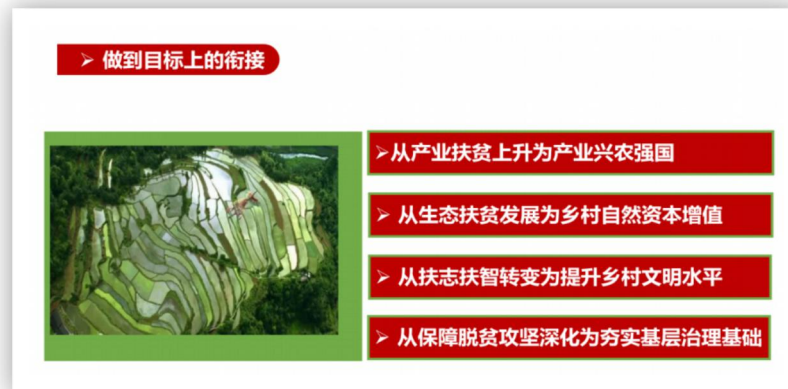 ➢ 做到目标上的衔接
➢从产业扶贫上升为产业兴农强国
➢ 从生态扶贫发展为乡村自然资本增值
➢ 从扶志扶智转变为提升乡村文明水平
➢ 从保障脱贫攻坚深化为夯实基层治理基础